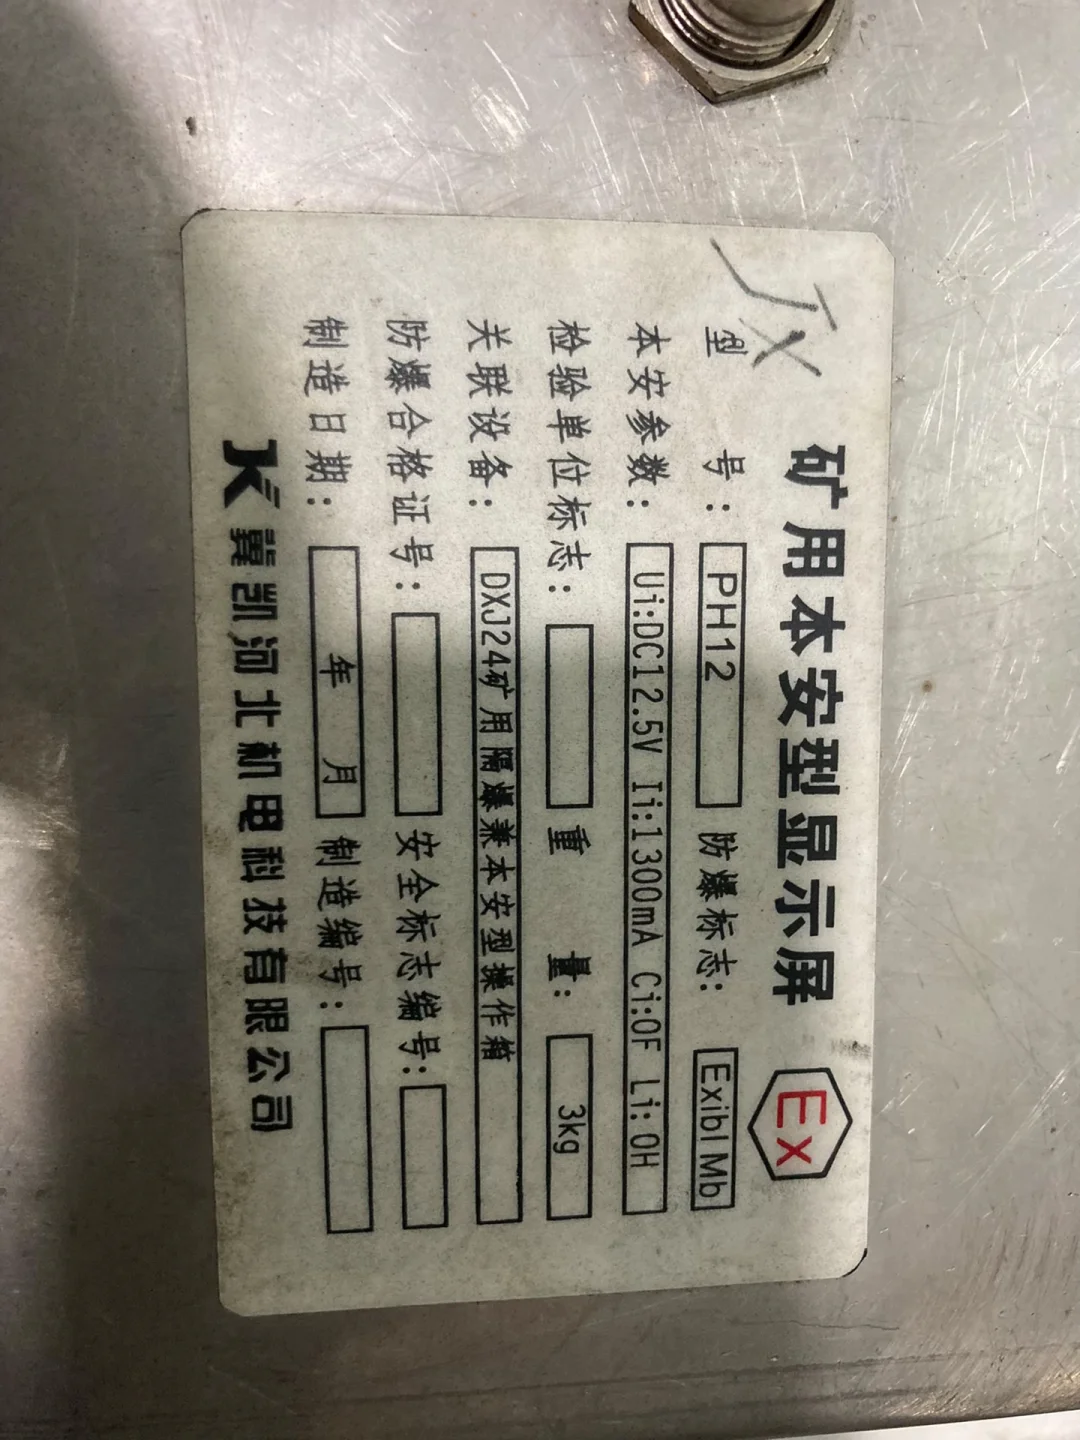 JX
矿用本安型显示屏 Ex
型 号: PH12 防爆标志: ExibI Mb
本安参数: Ui:DC12.5V Ii:1300mA Ci:0F Li:0H
检验单位标志: 重 量: 3kg
关联设备: DXJ24矿用隔爆兼本安型操作箱
防爆合格证号: 安全标志编号:
制造日期: 年 月 制造编号:
JK 冀凯河北机电科技有限公司